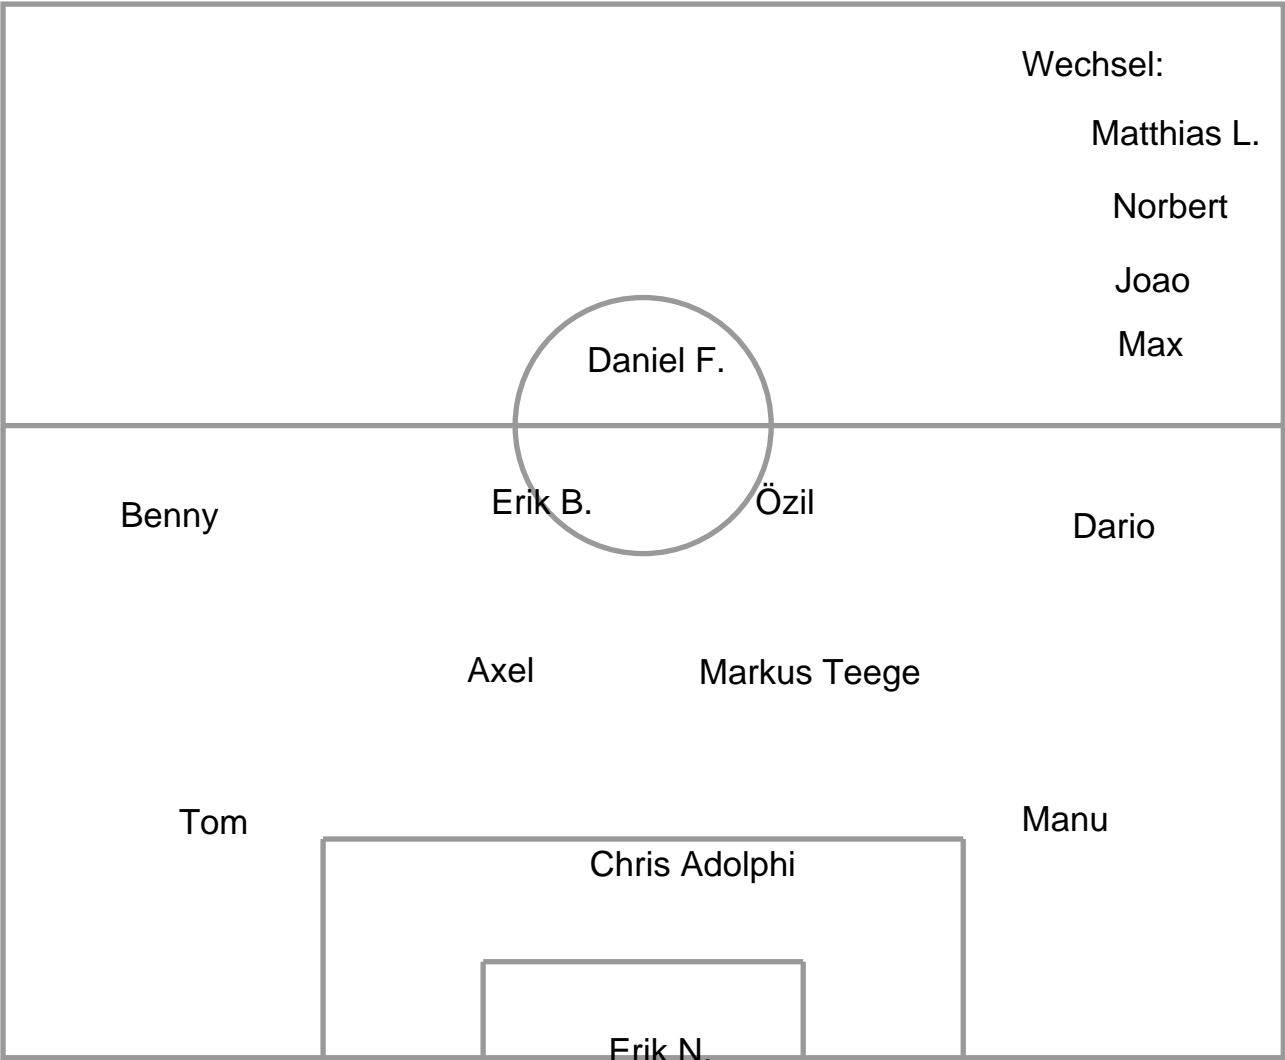 Wechsel:
Matthias L.
Norbert
Joao
Max
Daniel F.
Benny
Erik B.
Özil
Dario
Axel
Markus Teege
Tom
Manu
Chris Adolphi
Erik N.